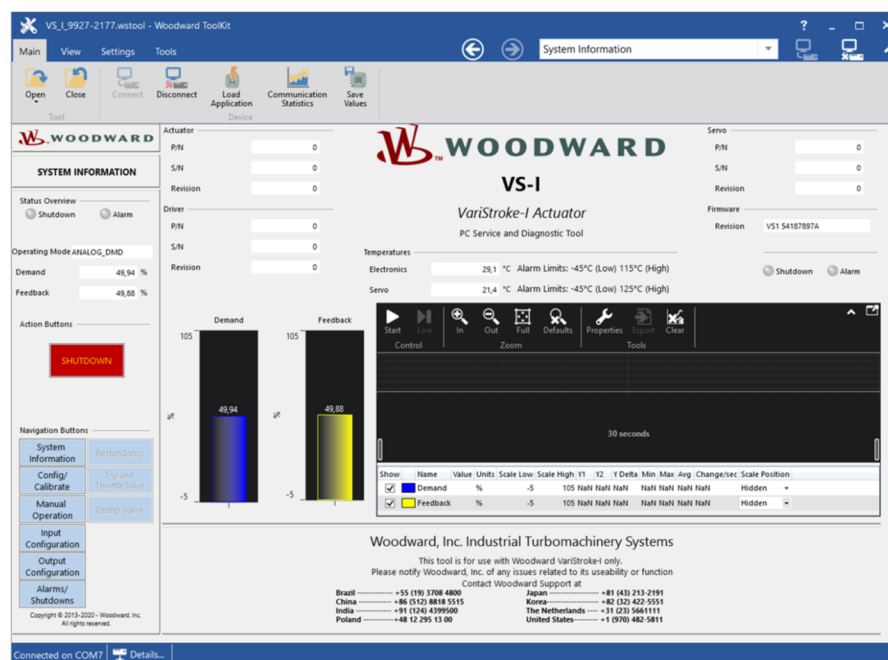 VS_I_9927-2177.wstool - Woodward ToolKit
?
Main View Settings Tools
System Information
Open Close Connect Disconnect Load Application Communication Statistics Save Values
Tool Device
WOODWARD
SYSTEM INFORMATION
Status Overview
Shutdown Alarm
Operating Mode ANALOG_DMD
Demand 49,94 %
Feedback 49,88 %
Action Buttons
SHUTDOWN
Navigation Buttons
System Information Redundancy
Config/ Calibrate Trip and Throttle Valve
Manual Operation Dump Valve
Input Configuration
Output Configuration
Alarms/ Shutdowns
Copyright © 2013-2020 - Woodward, Inc.
All rights reserved.
Actuator
P/N 0
S/N 0
Revision 0
Driver
P/N 0
S/N 0
Revision 0
WOODWARD
TM
VS-I
VariStroke-I Actuator
PC Service and Diagnostic Tool
Servo
P/N 0
S/N 0
Revision 0
Firmware
Revision VS1 54187897A
Shutdown Alarm
Temperatures
Electronics 29,1 °C Alarm Limits: -45°C (Low) 115°C (High)
Servo 21,4 °C Alarm Limits: -45°C (Low) 125°C (High)
Demand Feedback
105 105
49,94 49,88
% %
-5 -5
Start Live In Out Full Defaults Properties Export Clear
Control Zoom Tools
30 seconds
Show Name Value Units Scale Low Scale High Y1 Y2 Y Delta Min Max Avg Change/sec Scale Position
Demand % -5 105 NaN NaN NaN NaN NaN NaN NaN Hidden
Feedback % -5 105 NaN NaN NaN NaN NaN NaN NaN Hidden
Woodward, Inc. Industrial Turbomachinery Systems
This tool is for use with Woodward VariStroke-I only.
Please notify Woodward, Inc. of any issues related to its useability or function
Contact Woodward Support at
Brazil ------------ +55 (19) 3708 4800 Japan ------------------- +81 (43) 213-2191
China ------------ +86 (512) 8818 5515 Korea------------------- +82 (32) 422-5551
India ------------- +91 (124) 4399500 The Netherlands ---- +31 (23) 5661111
Poland -----------+48 12 295 13 00 United States--------- +1 (970) 482-5811
Connected on COM7 Details...